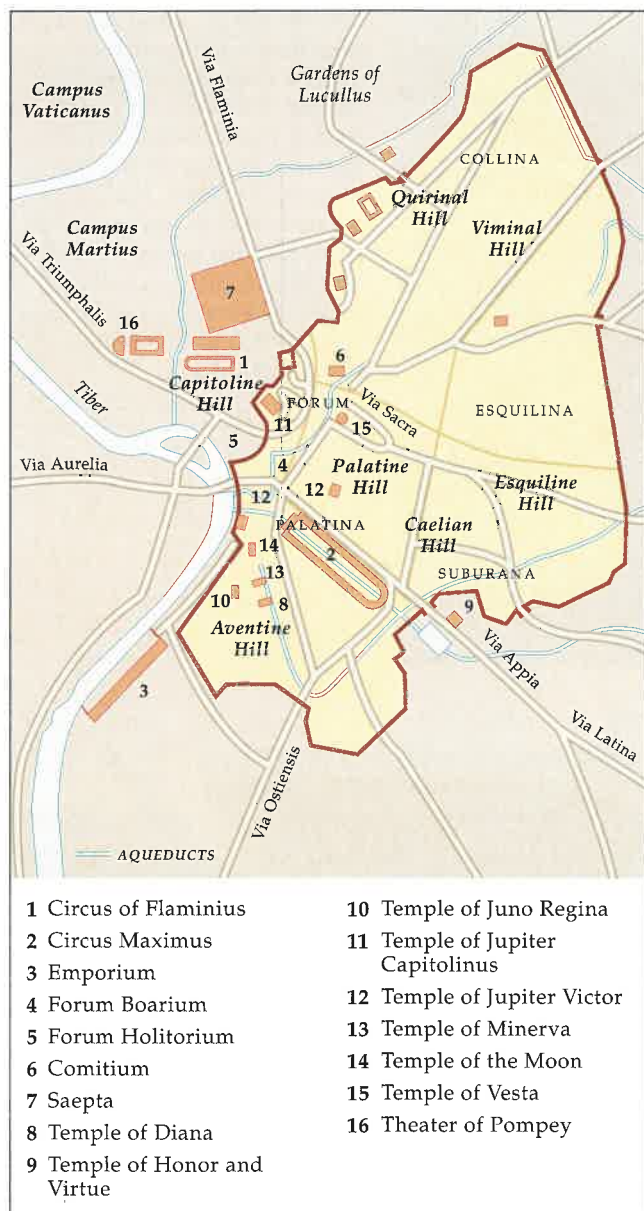 Campus
Vaticanus
Via Flaminia
Gardens of
Lucullus
COLLINA
Quirinal
Hill
Viminal
Hill
Campus
Martius
Via Triumphalis
7
16
1
6
Capitoline
Hill
FORUM
Via Sacra
ESQUILINA
Tiber
11
15
5
4
Via Aurelia
Palatine
Hill
Esquiline
Hill
12
12
PALATINA
Caelian
Hill
2
14
SUBURANA
13
10
8
9
Aventine
Hill
Via Appia
3
Via Latina
Via Ostiensis
AQUEDUCTS
1 Circus of Flaminius
2 Circus Maximus
3 Emporium
4 Forum Boarium
5 Forum Holitorium
6 Comitium
7 Saepta
8 Temple of Diana
9 Temple of Honor and
Virtue
10 Temple of Juno Regina
11 Temple of Jupiter
Capitolinus
12 Temple of Jupiter Victor
13 Temple of Minerva
14 Temple of the Moon
15 Temple of Vesta
16 Theater of Pompey